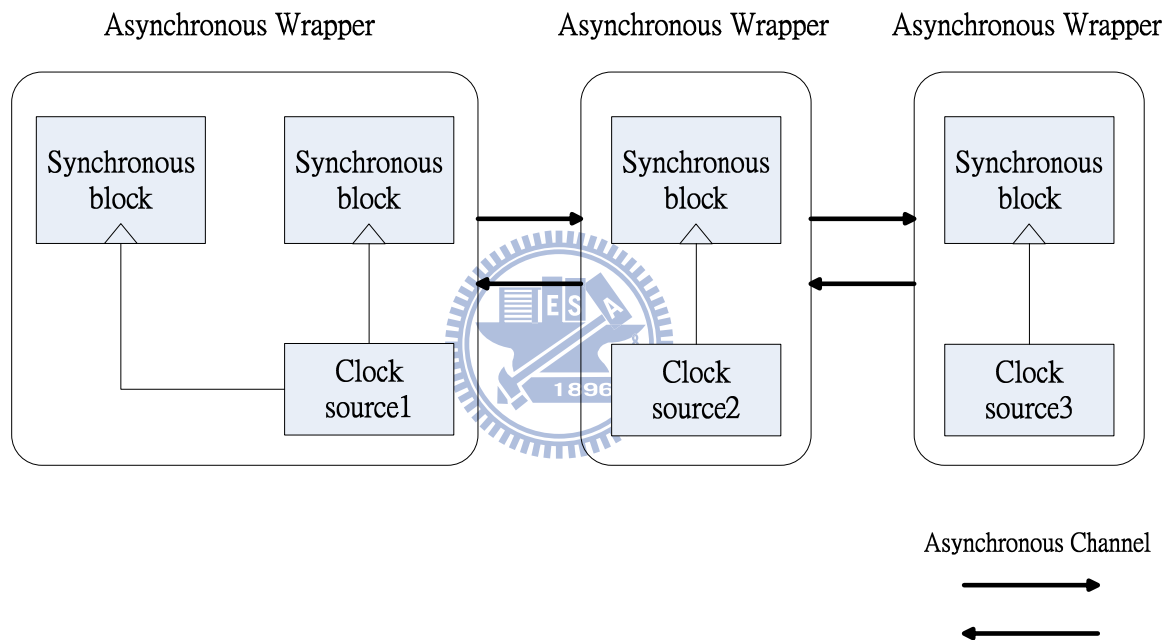 Asynchronous Wrapper
Asynchronous Wrapper
Asynchronous Wrapper
Synchronous
block
Synchronous
block
Synchronous
block
Synchronous
block
E S A
1896
Clock
source1
Clock
source2
Clock
source3
Asynchronous Channel